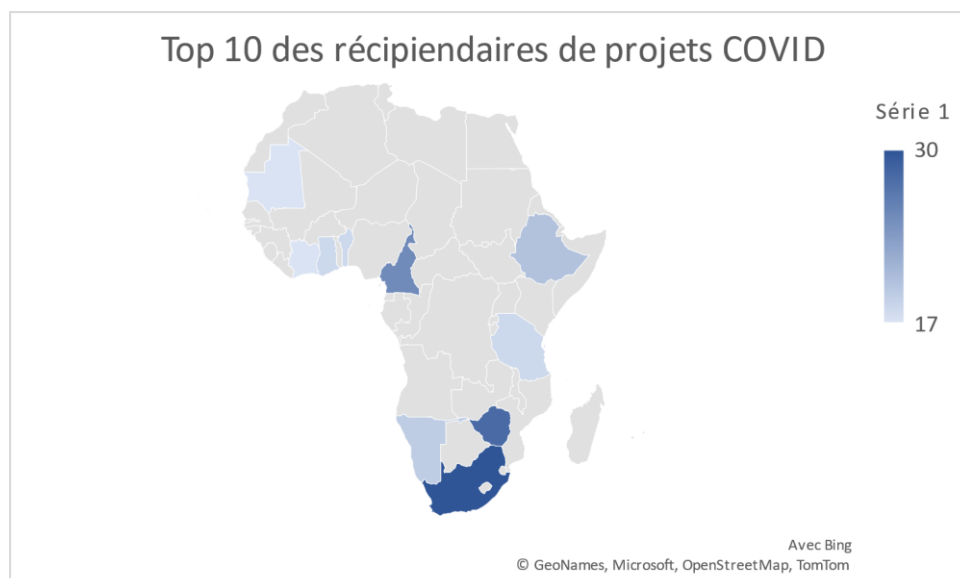 Top 10 des récipiendaires de projets COVID
Série 1
30
17
Avec Bing
© GeoNames, Microsoft, OpenStreetMap, TomTom